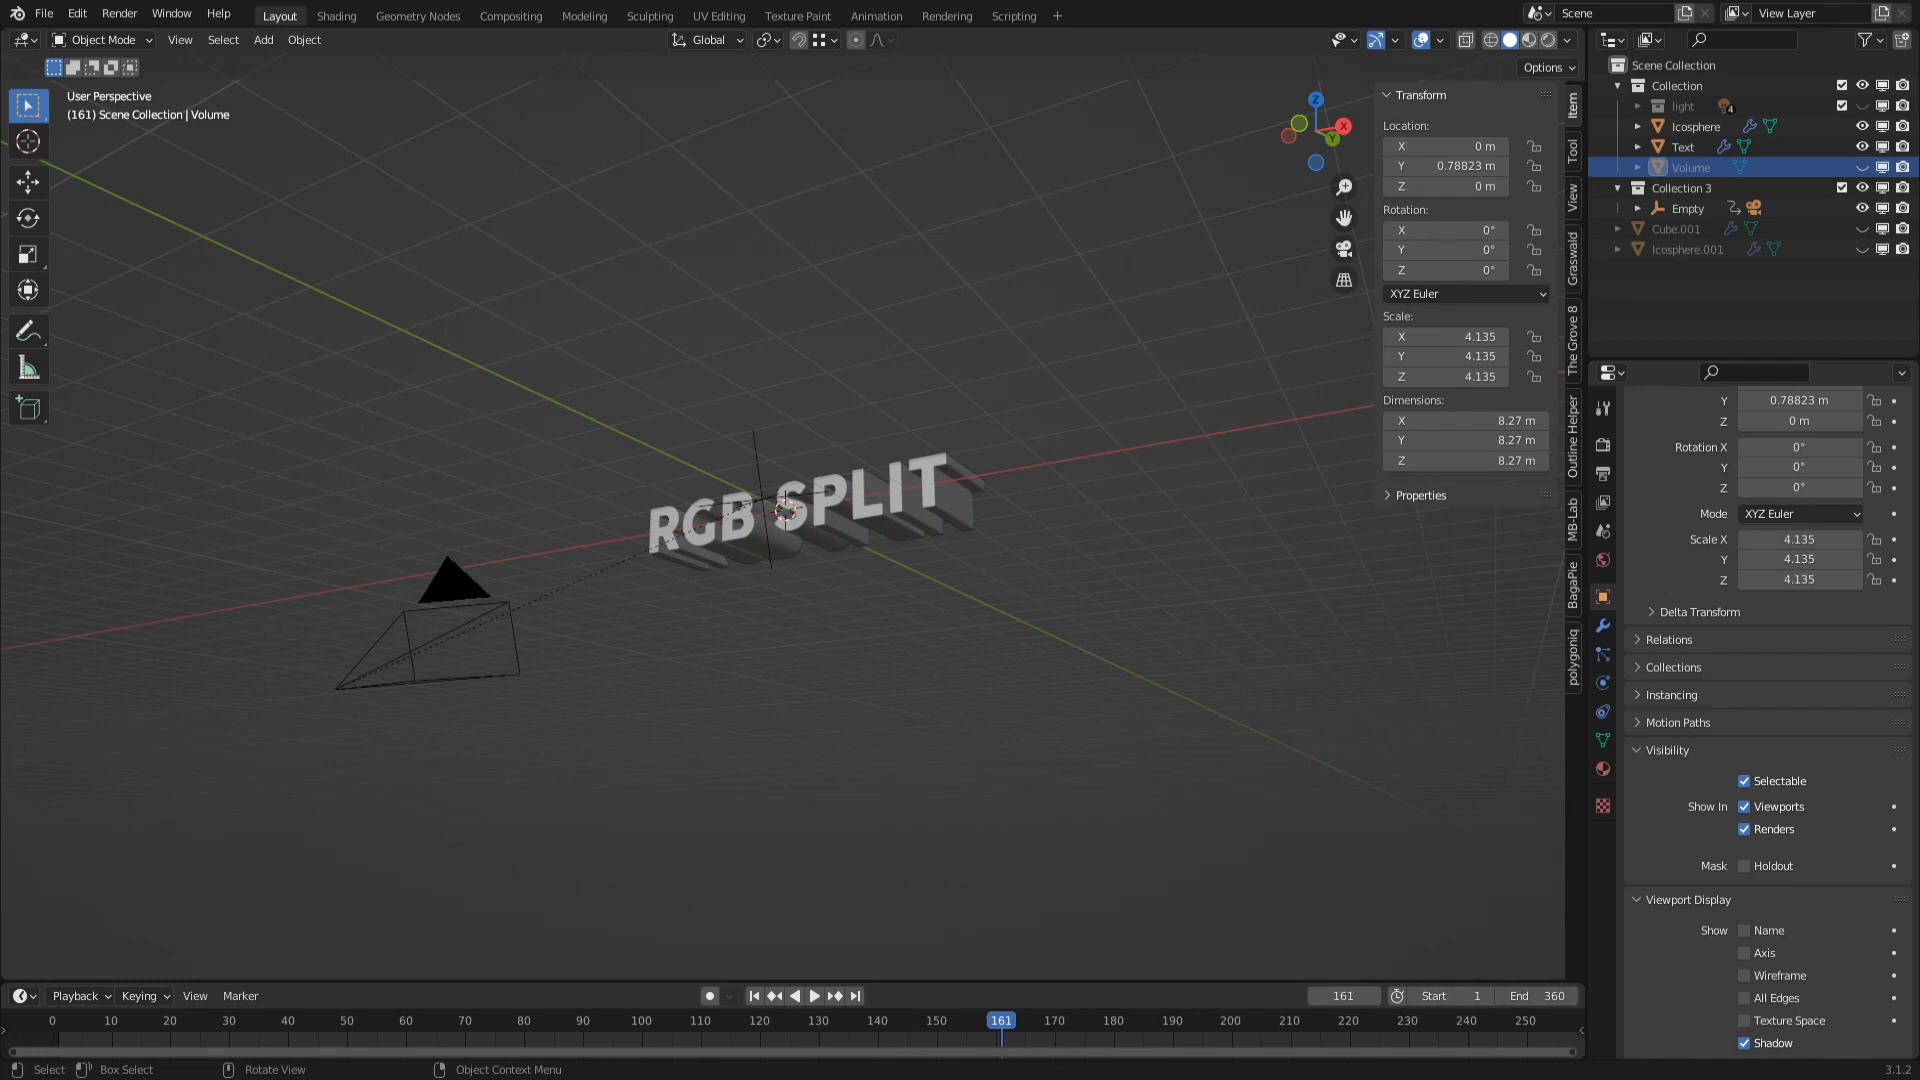 File Edit Render Window Help Layout Shading Geometry Nodes Compositing Modeling Sculpting UV Editing Texture Paint Animation Rendering Scripting + Scene View Layer
Object Mode View Select Add Object Global
Options
User Perspective
(161) Scene Collection | Volume
RGB SPLIT
Z
X
Y
Transform
Location:
X 0 m
Y 0.78823 m
Z 0 m
Rotation:
X 0°
Y 0°
Z 0°
XYZ Euler
Scale:
X 4.135
Y 4.135
Z 4.135
Dimensions:
X 8.27 m
Y 8.27 m
Z 8.27 m
Properties
Item
Tool
View
Graswald
The Grove 8
Outline Helper
MB-Lab
BagaPie
polygoniq
Scene Collection
Collection
light 4
Icosphere
Text
Volume
Collection 3
Empty
Cube.001
Icosphere.001
Y 0.78823 m
Z 0 m
Rotation X 0°
Y 0°
Z 0°
Mode XYZ Euler
Scale X 4.135
Y 4.135
Z 4.135
Delta Transform
Relations
Collections
Instancing
Motion Paths
Visibility
Selectable
Show In Viewports
Renders
Mask Holdout
Viewport Display
Show Name
Axis
Wireframe
All Edges
Texture Space
Shadow
Playback Keying View Marker 161 Start 1 End 360
0 10 20 30 40 50 60 70 80 90 100 110 120 130 140 150 161 170 180 190 200 210 220 230 240 250
Select Box Select Rotate View Object Context Menu 3.1.2